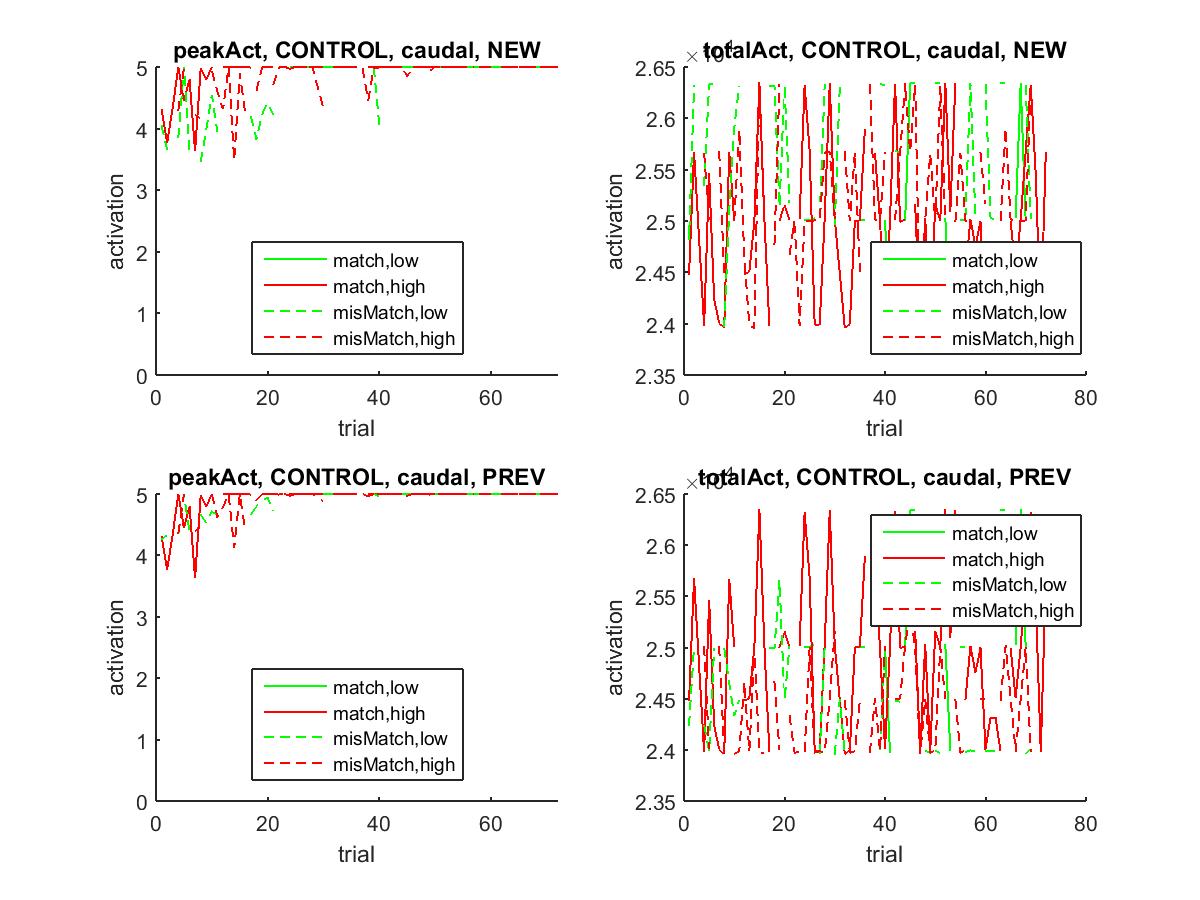 peakAct, CONTROL, caudal, NEW
5
4
3
2
1
0
activation
match,low
match,high
misMatch,low
misMatch,high
0 20 40 60
trial
totalAct, CONTROL, caudal, NEW
2.65
2.6
2.55
2.5
2.45
2.4
2.35
activation
match,low
match,high
misMatch,low
misMatch,high
0 20 40 60 80
trial
peakAct, CONTROL, caudal, PREV
5
4
3
2
1
0
activation
match,low
match,high
misMatch,low
misMatch,high
0 20 40 60
trial
totalAct, CONTROL, caudal, PREV
2.65
2.6
2.55
2.5
2.45
2.4
2.35
activation
match,low
match,high
misMatch,low
misMatch,high
0 20 40 60 80
trial